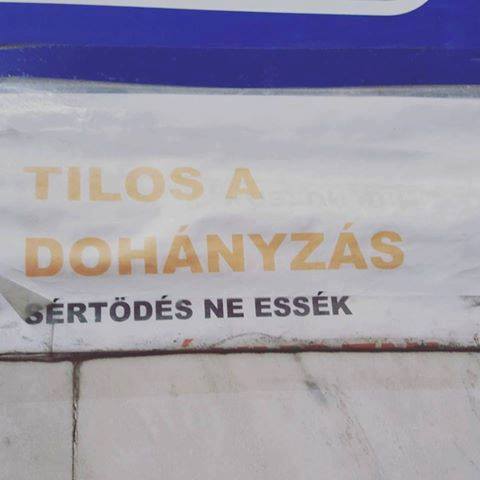 TILOS A
DOHÁNYZÁS
SÉRTÖDÉS NE ESSÉK